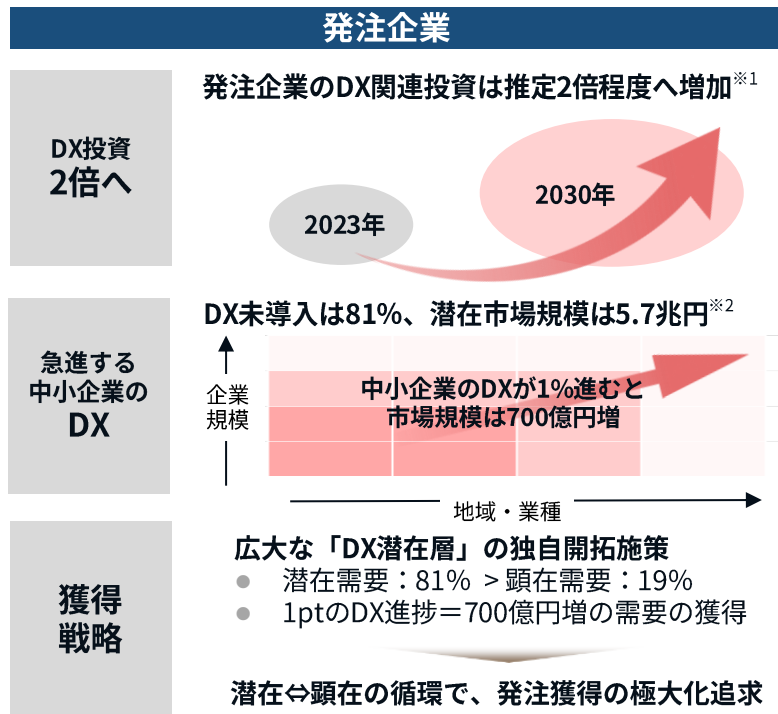 発注企業
DX投資
2倍へ
発注企業のDX関連投資は推定2倍程度へ増加※1
2023年
2030年
急進する
中小企業の
DX
DX未導入は81%、潜在市場規模は5.7兆円※2
企業
規模
中小企業のDXが1%進むと
市場規模は700億円増
地域・業種
獲得
戦略
広大な「DX潜在層」の独自開拓施策
● 潜在需要：81% ＞顕在需要：19%
● 1ptのDX進捗＝700億円増の需要の獲得
潜在⇔顕在の循環で、発注獲得の極大化追求